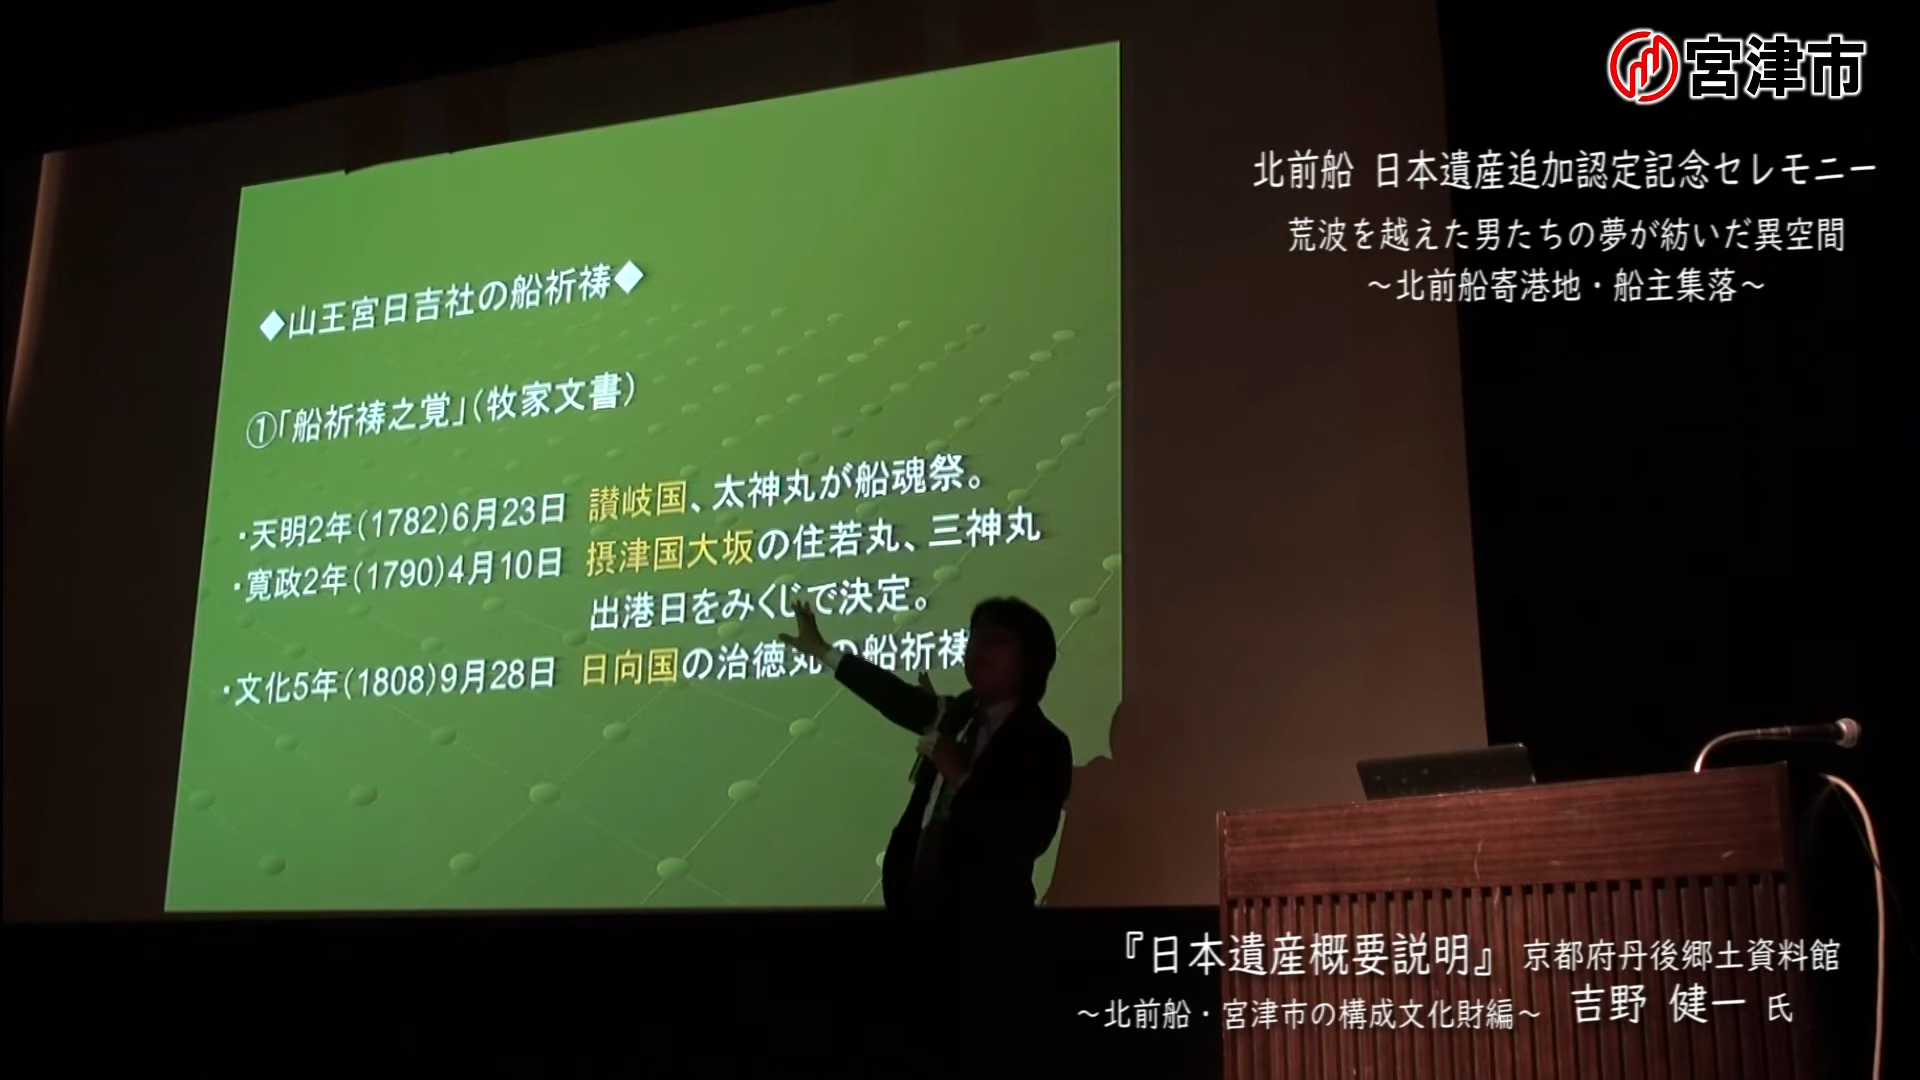 宮津市
北前船 日本遺産追加認定記念セレモニー
荒波を越えた男たちの夢が紡いだ異空間
～北前船寄港地・船主集落～
◆山王宮日吉社の船祈祷◆
①「船祈祷之覚」（牧家文書）
・天明2年（1782）6月23日 讃岐国、太神丸が船魂祭。
・寛政2年（1790）4月10日 摂津国大坂の住若丸、三神丸
出港日をみくじで決定。
・文化5年（1808）9月28日 日向国の治徳丸の船祈祷
『日本遺産概要説明』 京都府丹後郷土資料館
～北前船・宮津市の構成文化財編～ 吉野 健一 氏